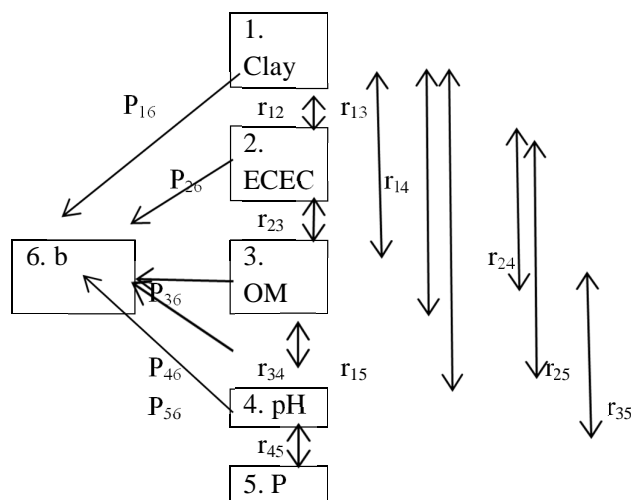 1.
Clay
P16
r12
r13
2.
ECEC
P26
r14
r23
6. b
3.
OM
P36
r24
P46
r34
r15
r25
P56
4. pH
r35
r45
5. P